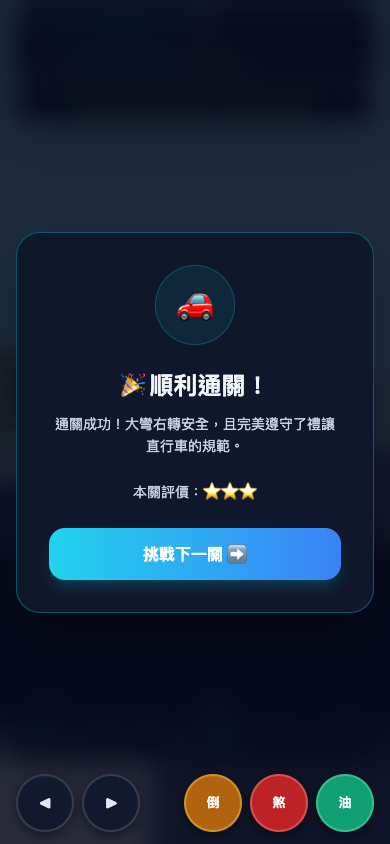 🎉順利通關！
通關成功！大彎右轉安全，且完美遵守了禮讓
直行車的規範。
本關評價：⭐⭐⭐
挑戰下一關 ➡️
◀ ▶ 倒 煞 油